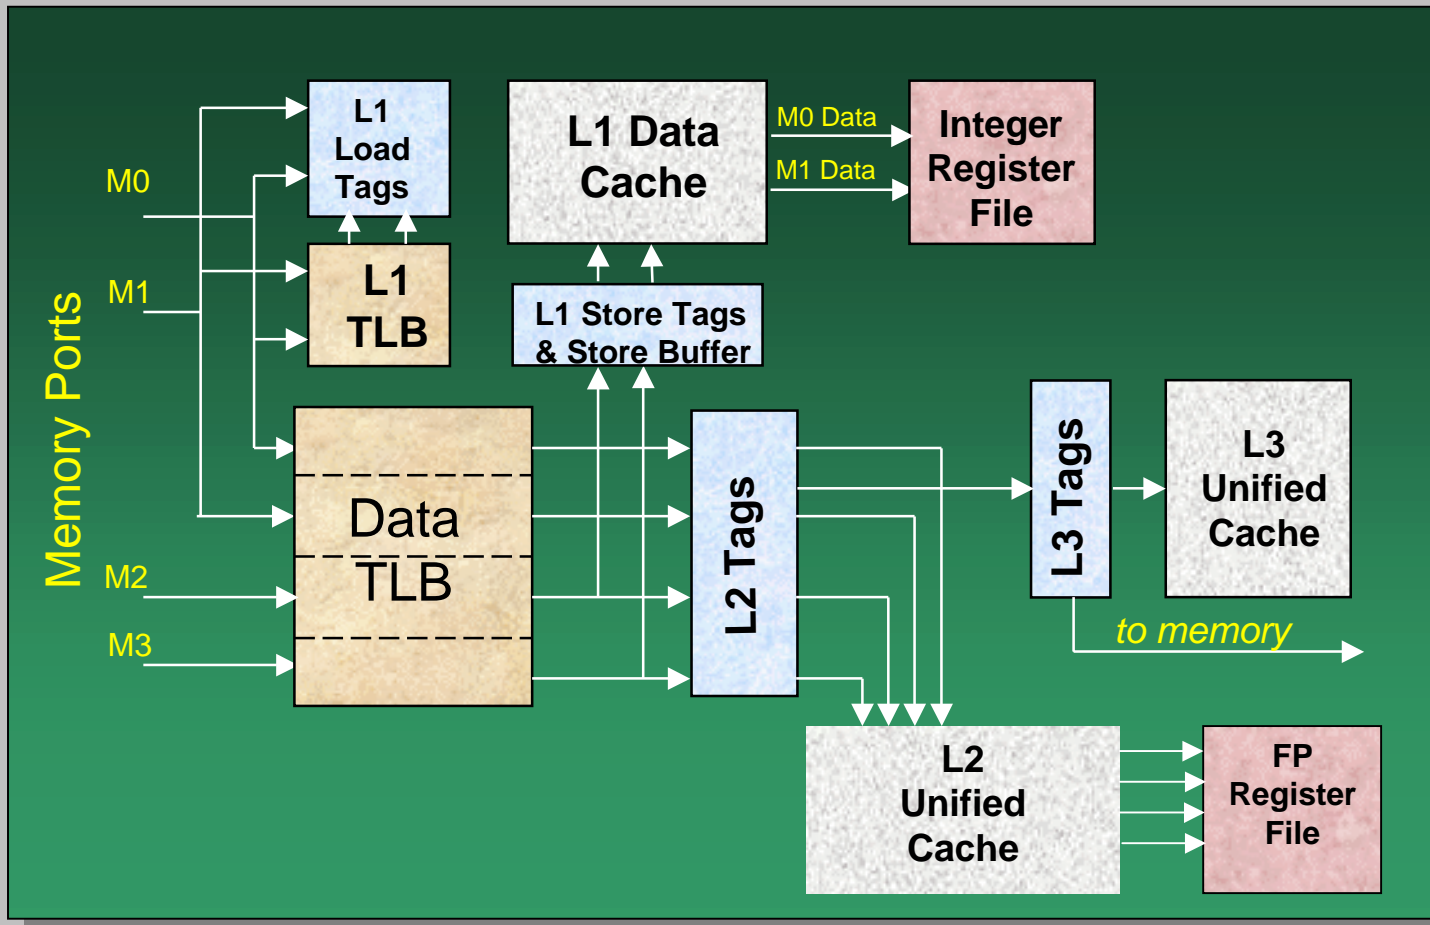 Memory Ports
M0
M1
M2
M3
L1
Load
Tags
L1
TLB
Data
TLB
L1 Data
Cache
M0 Data
M1 Data
Integer
Register
File
L1 Store Tags
& Store Buffer
L2 Tags
L3 Tags
L3
Unified
Cache
to memory
L2
Unified
Cache
FP
Register
File